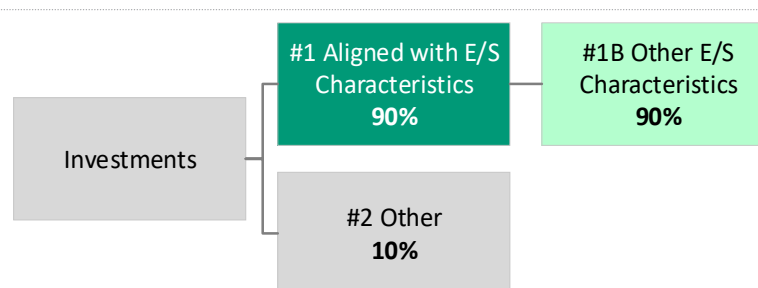 #1 Aligned with E/S
Characteristics
90%
#1B Other E/S
Characteristics
90%
Investments
#2 Other
10%